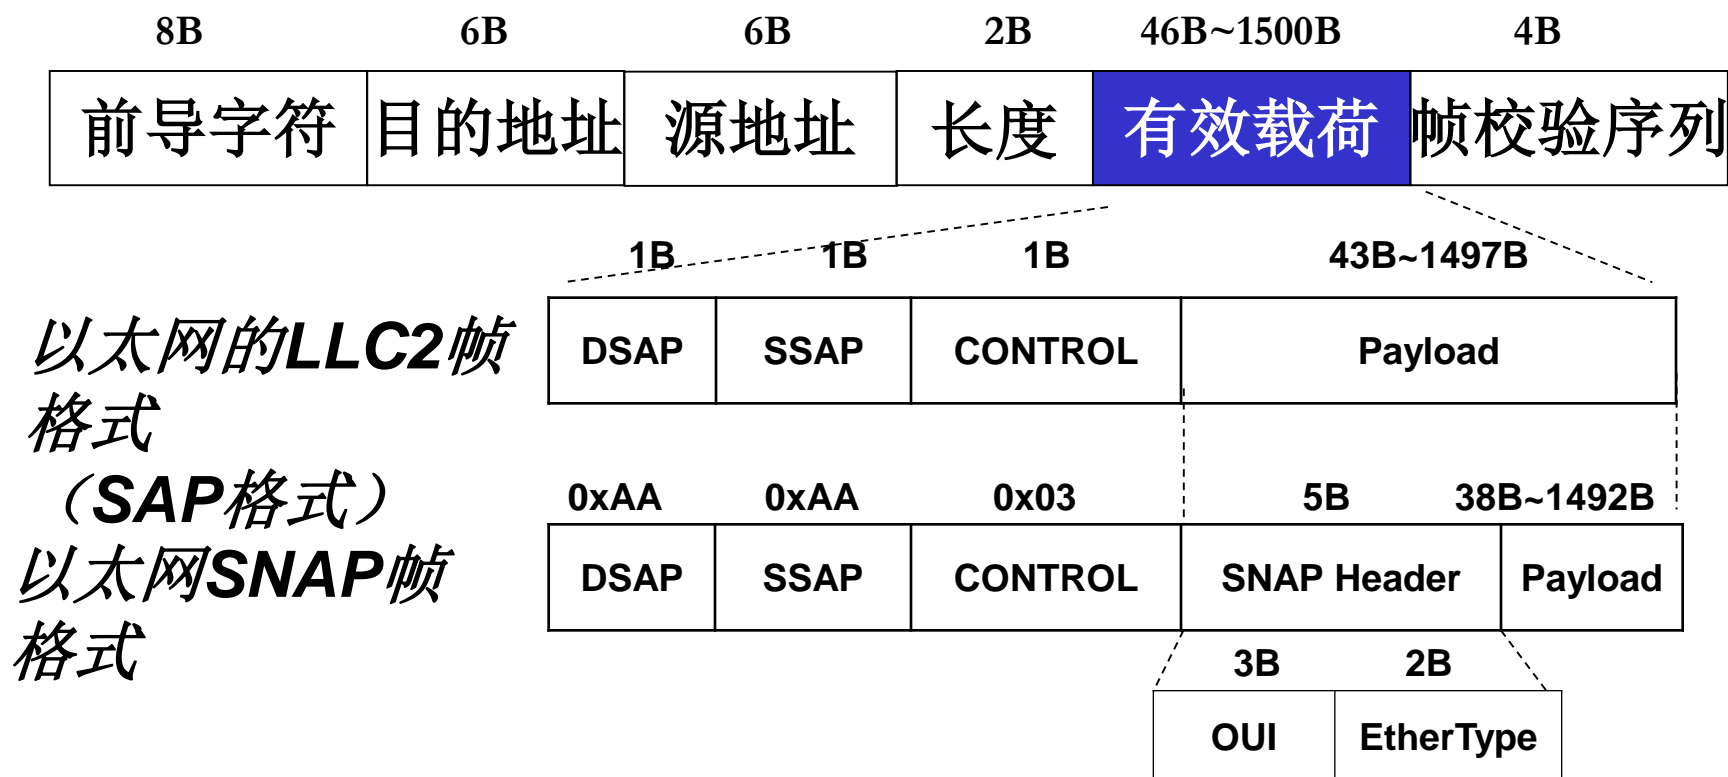 8B 6B 6B 2B 46B~1500B 4B
前导字符 目的地址 源地址 长度 有效载荷 帧校验序列
1B 1B 1B 43B~1497B
以太网的LLC2帧
格式
（SAP格式）
DSAP SSAP CONTROL Payload
0xAA 0xAA 0x03 5B 38B~1492B
以太网SNAP帧
格式
DSAP SSAP CONTROL SNAP Header Payload
3B 2B
OUI EtherType